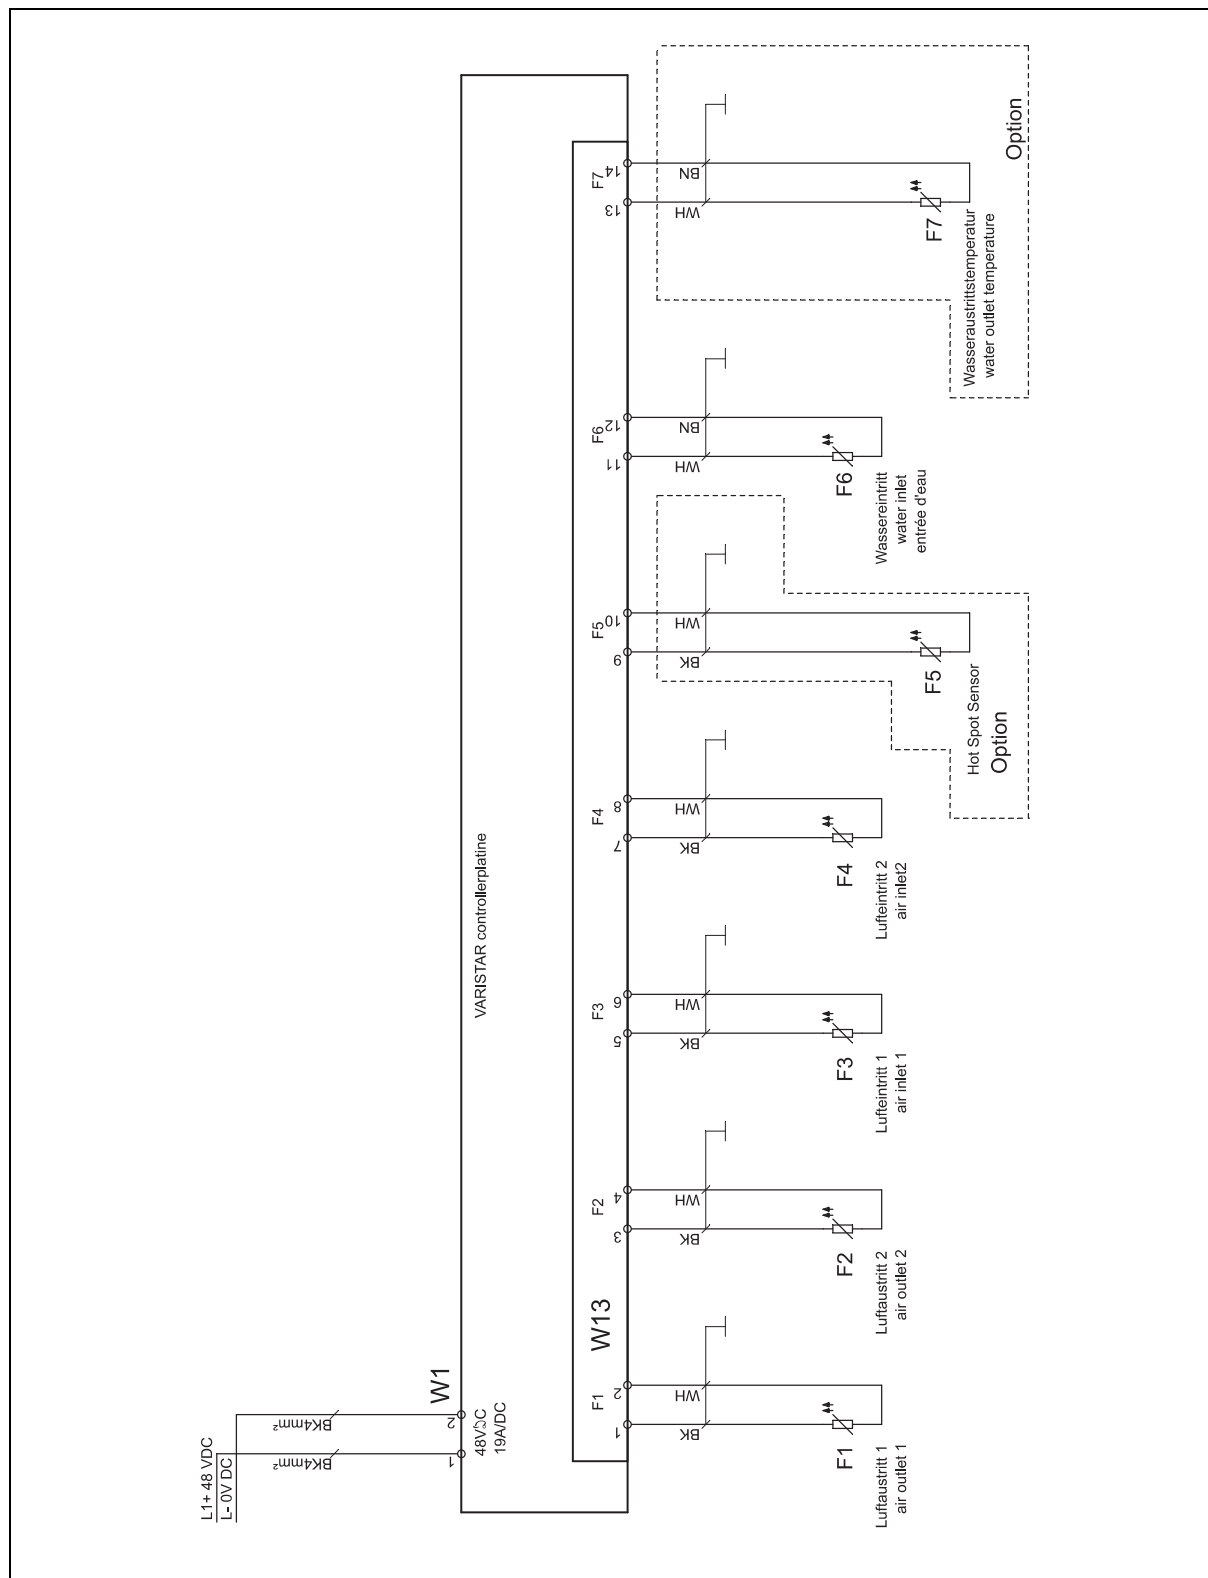 L1+ 48 VDC
L- 0V DC
BK4mm²
BK4mm²
1
2
W1
19A/DC
VARISTAR controllerplatine
W13
F1
F2
F3
F4
F5
F6
F7
1
2
3
4
5
6
7
8
9
10
11
12
13
14
BK
WH
BK
WH
BK
WH
BK
WH
BK
WH
WH
BN
WH
BN
F1
Luftaustritt 1
air outlet 1
F2
Luftaustritt 2
air outlet 2
F3
Lufteintritt 1
air inlet 1
F4
Lufteintritt 2
air inlet2
F5
Hot Spot Sensor
Option
F6
Wassereintritt
water inlet
entrée d'eau
F7
Wasseraustrittstemperatur
water outlet temperature
Option